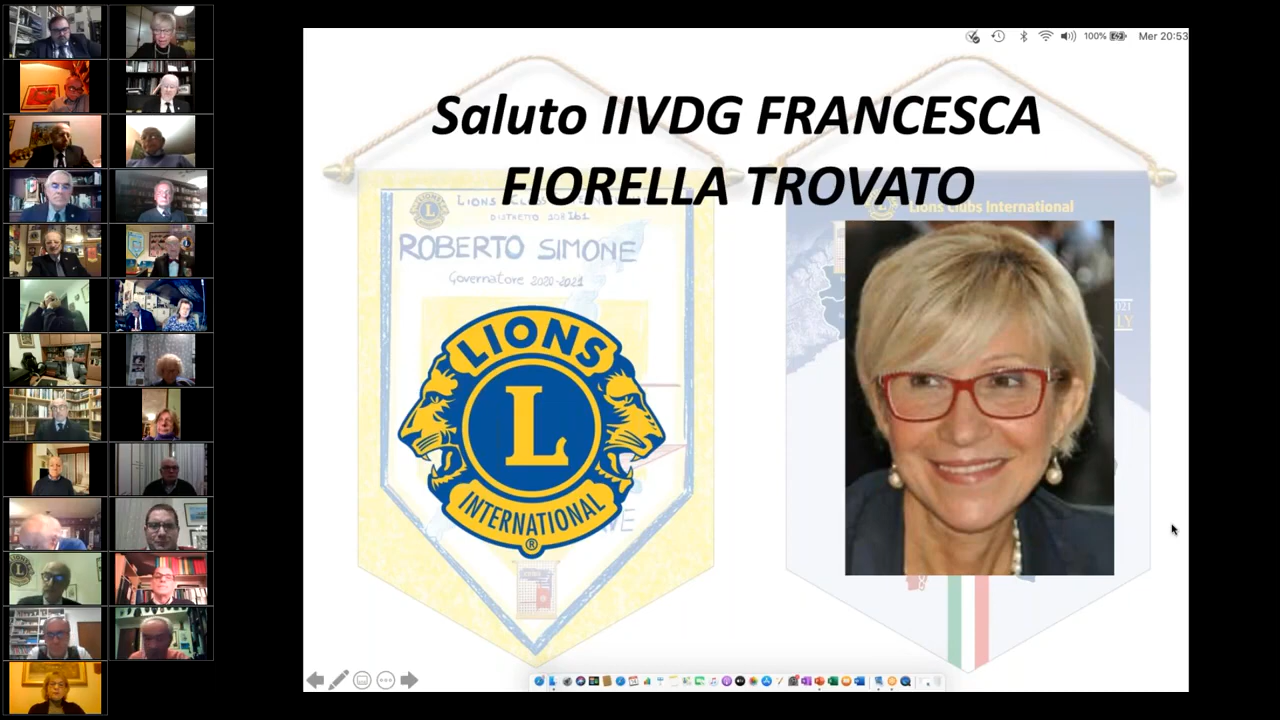 100%
Mer 20:53
Saluto IIVDG FRANCESCA
FIORELLA TROVATO
DISTRETTO
ROBERTO SIMONE
Governatore 2020-2021
Lions Clubs International
LIONS
L
INTERNATIONAL
®